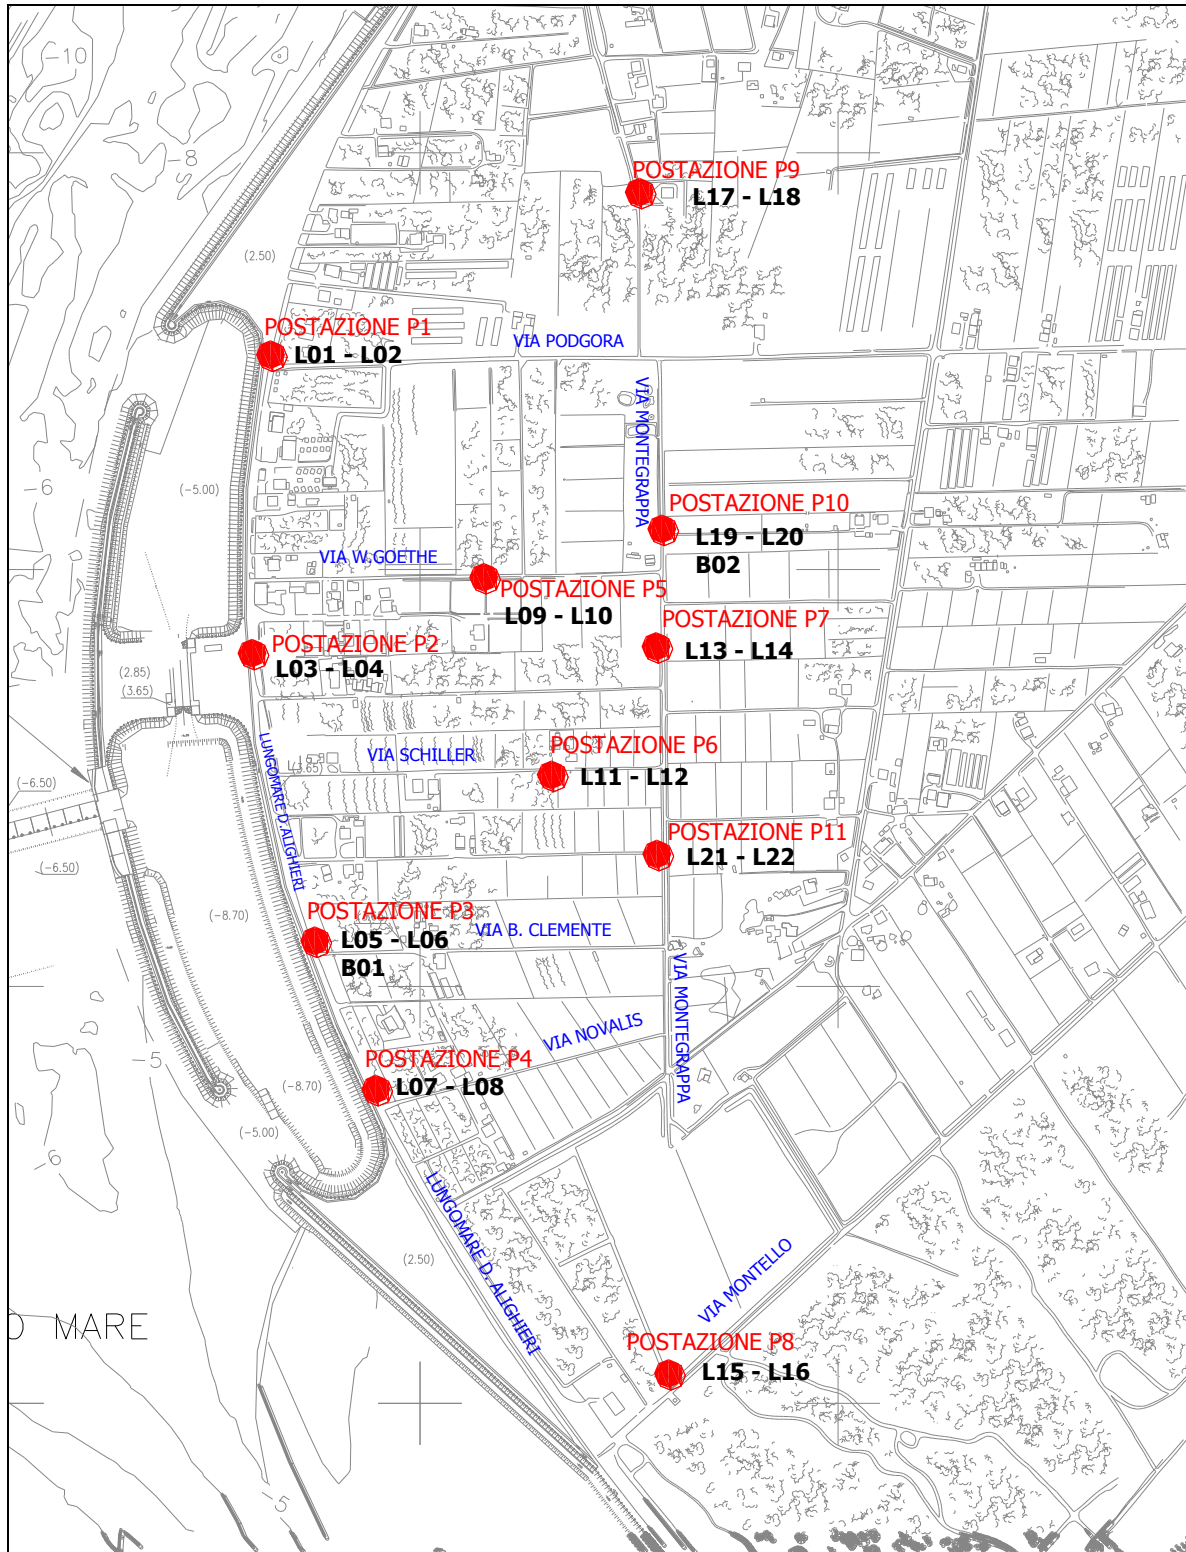 -10
-8
POSTAZIONE P9
L17 - L18
(2.50)
POSTAZIONE P1
L01 - L02
VIA PODGORA
VIA MONTEGRAPPA
-6
(-5.00)
POSTAZIONE P10
L19 - L20
B02
VIA W.GOETHE
POSTAZIONE P5
L09 - L10
POSTAZIONE P7
L13 - L14
POSTAZIONE P2
L03 - L04
(2.85)
(3.65)
LUNGOMARE D.ALIGHIERI
VIA SCHILLER
(3.65)
POSTAZIONE P6
L11 - L12
(-6.50)
POSTAZIONE P11
L21 - L22
(-6.50)
(-8.70)
POSTAZIONE P3
L05 - L06
B01
VIA B. CLEMENTE
VIA MONTEGRAPPA
VIA NOVALIS
-5
POSTAZIONE P4
L07 - L08
(-8.70)
(-5.00)
-6
LUNGOMARE D. ALIGHIERI
(2.50)
VIA MONTELLO
O MARE
POSTAZIONE P8
L15 - L16
-5